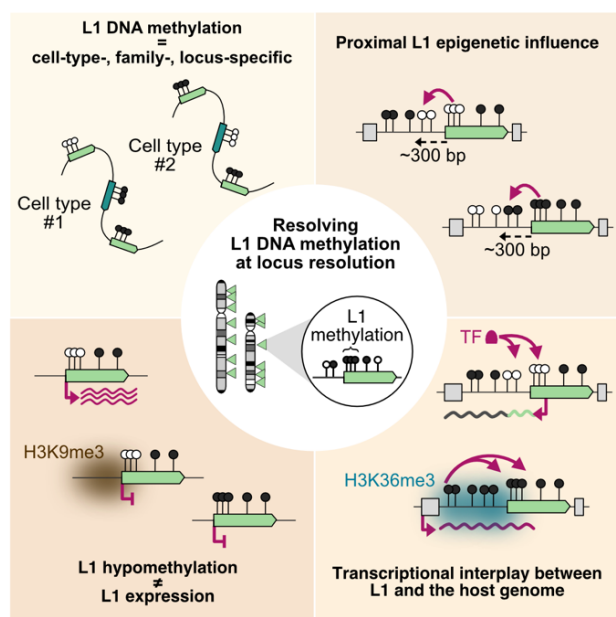 L1 DNA methylation
=
cell-type-, family-, locus-specific
Cell type
#2
Cell type
#1
Proximal L1 epigenetic influence
~300 bp
~300 bp
Resolving
L1 DNA methylation
at locus resolution
L1
methylation
H3K9me3
L1 hypomethylation
≠
L1 expression
TF
H3K36me3
Transcriptional interplay between
L1 and the host genome